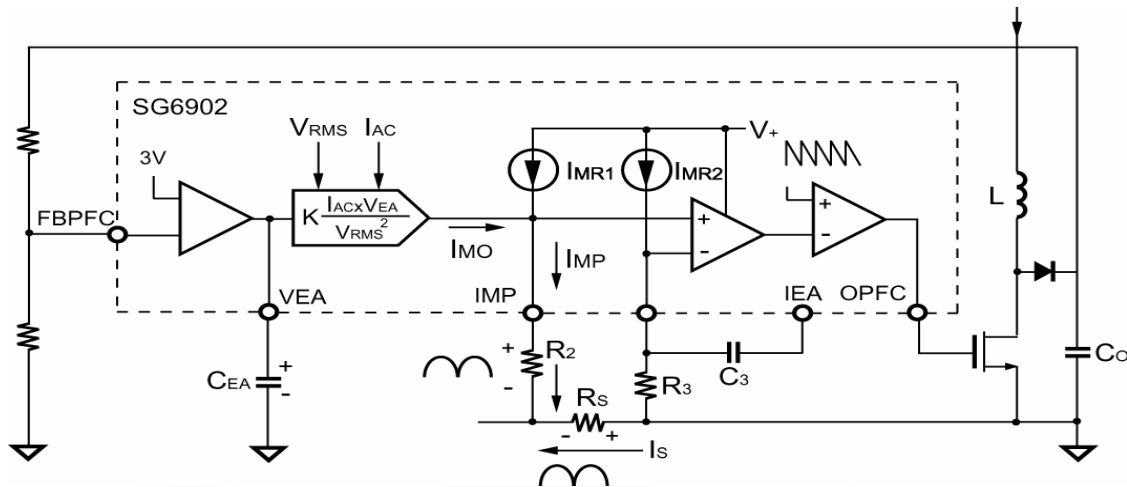 SG6902
VRMS IAC
V+
3V
IMR1 IMR2
L
FBPFC
K IACxVEA
VRMS²
+
-
+
-
IMO
IMP
VEA
IMP
IEA OPFC
CEA
+
-
+
-
R2
C3
R3
CO
RS
- +
IS